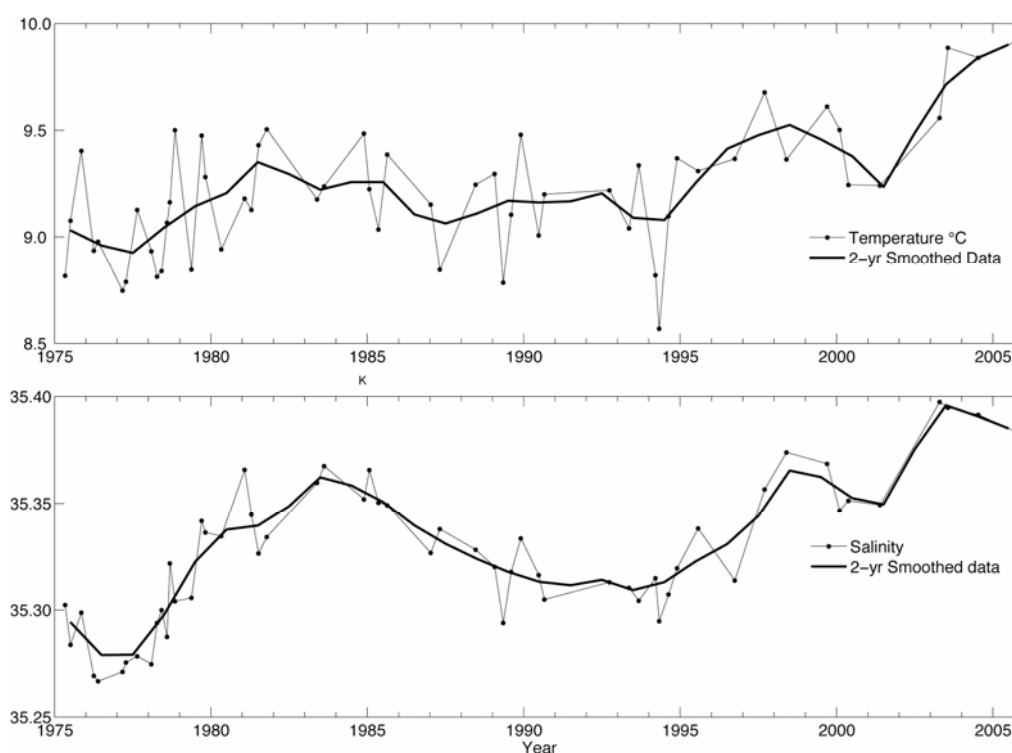 10.0
9.5
9.0
8.5
Temperature °C
2-yr Smoothed Data
1975 1980 1985 1990 1995 2000 2005
K
35.40
35.35
35.30
35.25
Salinity
2-yr Smoothed data
1975 1980 1985 1990 1995 2000 2005
Year